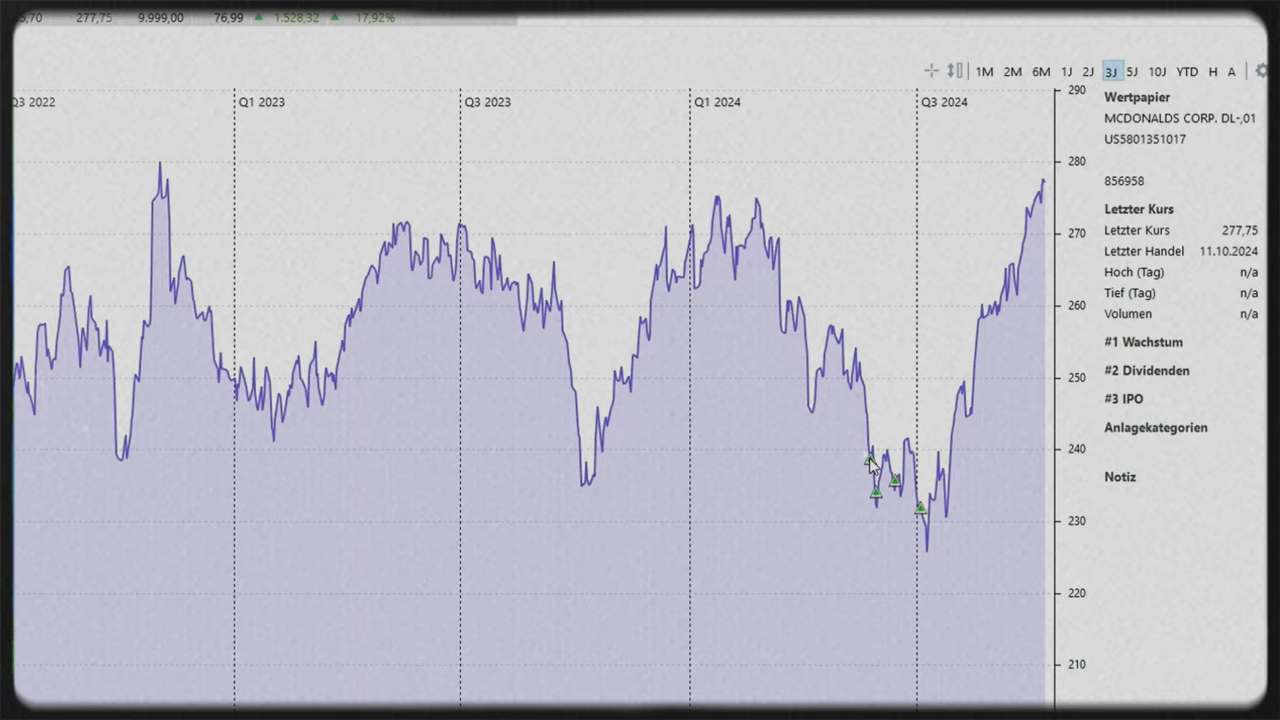 5,70 277,75 9.999,00 76,99 1.528,32 17,92%
1M 2M 6M 1J 2J 3J 5J 10J YTD H A
Q3 2022 Q1 2023 Q3 2023 Q1 2024 Q3 2024
290
280
270
260
250
240
230
220
210
Wertpapier
MCDONALDS CORP. DL-,01
US5801351017
856958
Letzter Kurs
Letzter Kurs 277,75
Letzter Handel 11.10.2024
Hoch (Tag) n/a
Tief (Tag) n/a
Volumen n/a
#1 Wachstum
#2 Dividenden
#3 IPO
Anlagekategorien
Notiz